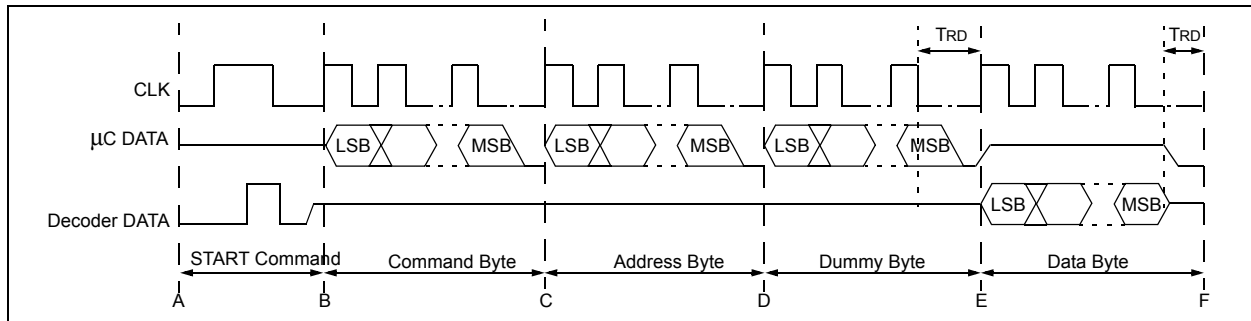 TRD TRD
CLK
μC DATA LSB MSB LSB MSB LSB MSB
Decoder DATA LSB MSB
START Command Command Byte Address Byte Dummy Byte Data Byte
A B C D E F